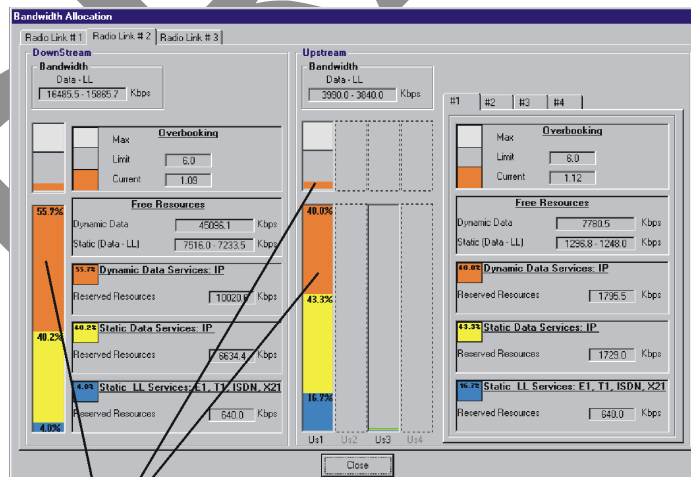 Bandwidth Allocation
Radio Link # 1
Radio Link # 2
Radio Link # 3
DownStream
Bandwidth
Data - LL
16485.5 - 15865.7 Kbps
Overbooking
Max
Limit 6.0
Current 1.09
Free Resources
Dynamic Data 45096.1 Kbps
Static (Data - LL) 7516.0 - 7233.5 Kbps
55.7%
40.2%
4.0%
55.7% Dynamic Data Services: IP
Reserved Resources Kbps
40.2% Static Data Services: IP
Reserved Resources 6634.4 Kbps
4.0% Static LL Services: E1, T1, ISDN, X21
Reserved Resources 640.0 Kbps
Upstream
Bandwidth
Data - LL
3990.0 - 3840.0 Kbps
40.0%
43.3%
16.7%
Us1 Us2 Us3 Us4
#1 #2 #3 #4
Overbooking
Max
Limit 6.0
Current 1.12
Free Resources
Dynamic Data 7780.5 Kbps
Static (Data - LL) 1296.8 - 1248.0 Kbps
40.0% Dynamic Data Services: IP
Reserved Resources 1795.5 Kbps
43.3% Static Data Services: IP
Reserved Resources 1729.0 Kbps
16.7% Static LL Services: E1, T1, ISDN, X21
Reserved Resources 640.0 Kbps
Close